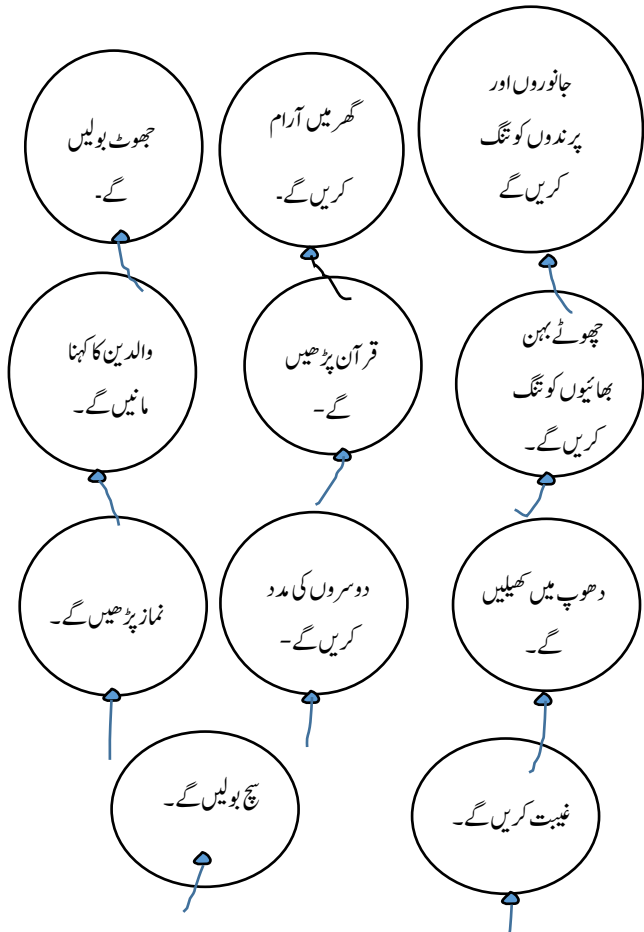 جانوروں اور
پرندوں کو تنگ
کریں گے
گھر میں آرام
کریں گے۔
جھوٹ بولیں
گے۔
چھوٹے بہن
بھائیوں کو تنگ
کریں گے۔
قرآن پڑھیں
گے –
والدین کا کہنا
مانیں گے۔
دھوپ میں کھیلیں
گے۔
دوسروں کی مدد
کریں گے –
نماز پڑھیں گے۔
غیبت کریں گے۔
سچ بولیں گے۔